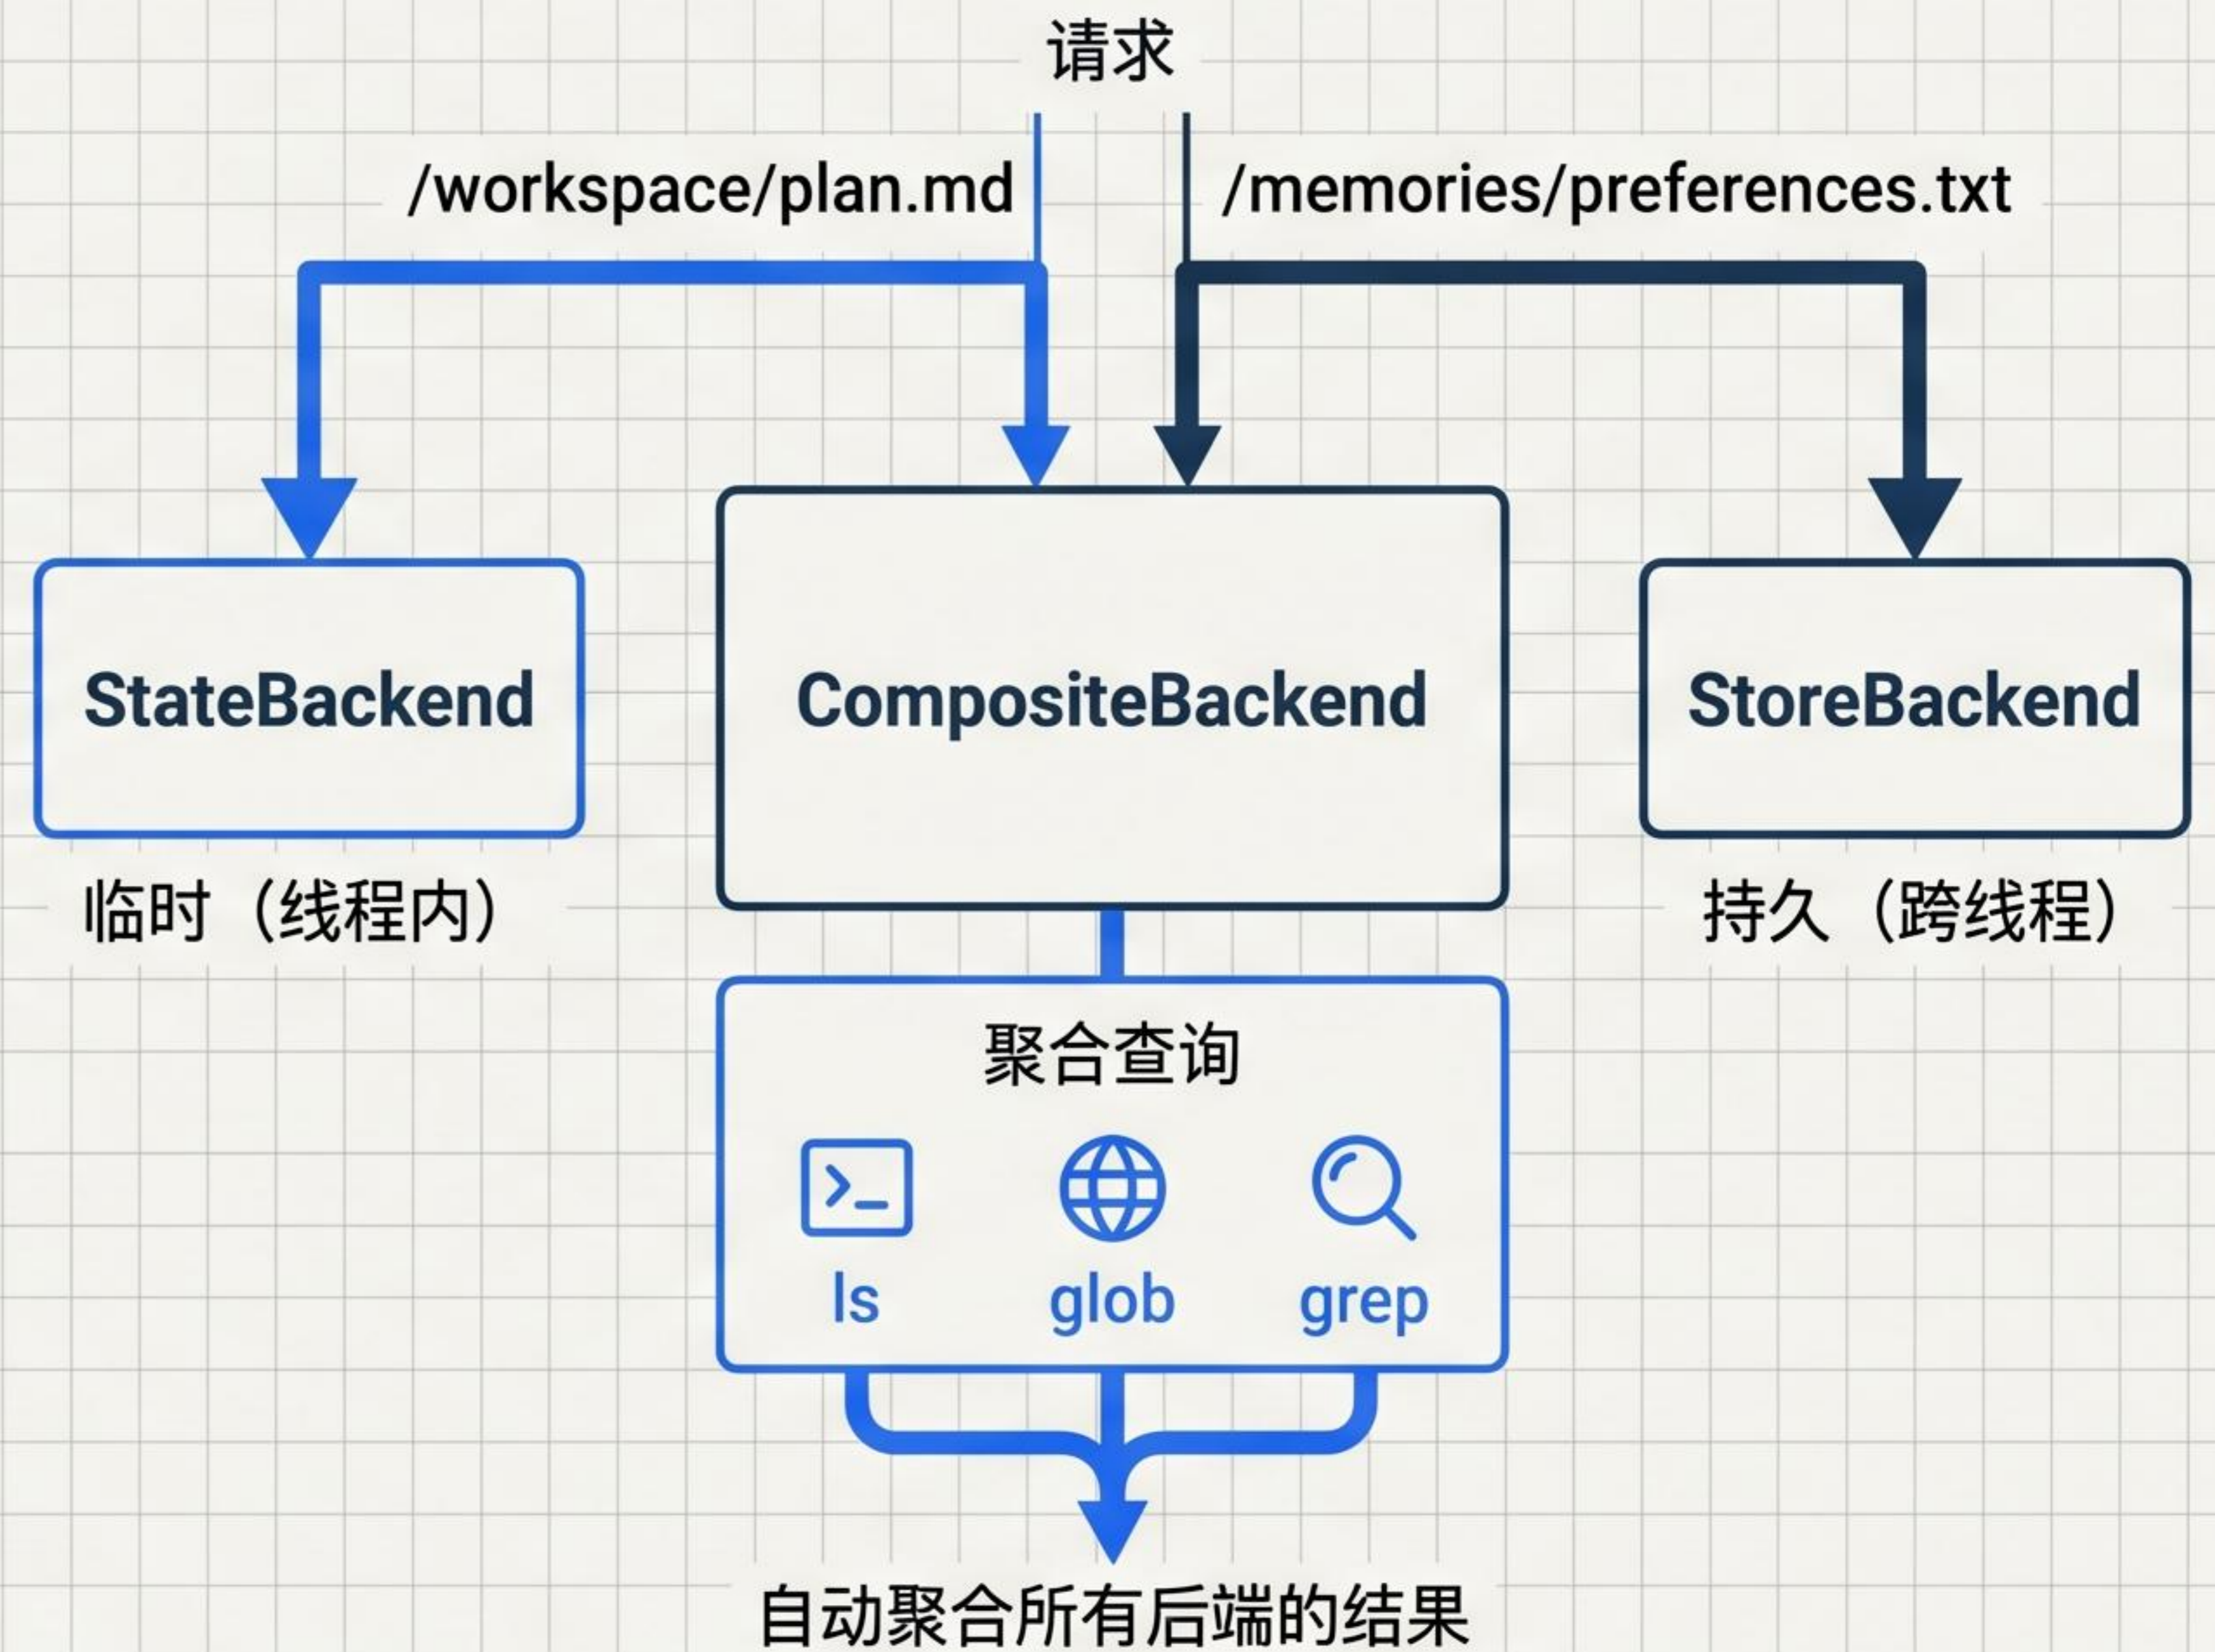 请求
/workspace/plan.md
/memories/preferences.txt
StateBackend
CompositeBackend
StoreBackend
临时（线程内）
持久（跨线程）
聚合查询
ls
glob
grep
自动聚合所有后端的结果